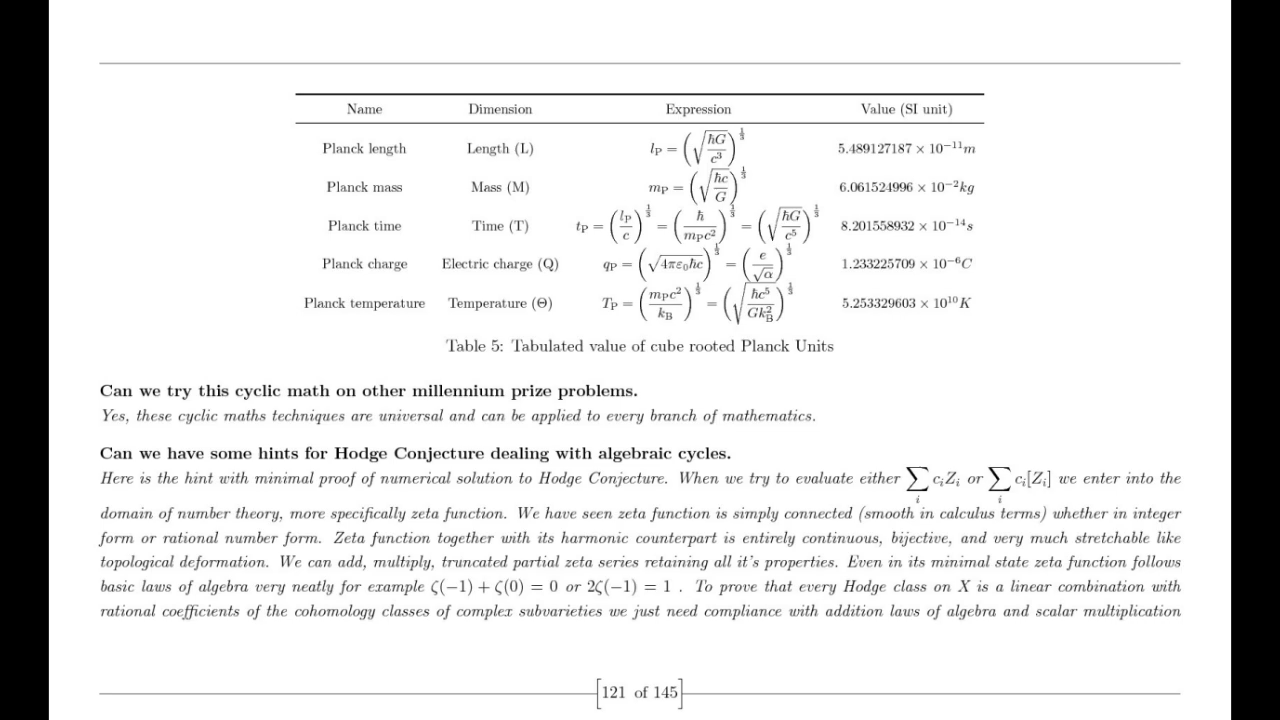 Name Dimension Expression Value (SI unit)
Planck length Length (L) l_P = (√(ħG/c³))^(1/3) 5.489127187 × 10⁻¹¹m
Planck mass Mass (M) m_P = (√(ħc/G))^(1/3) 6.061524996 × 10⁻²kg
Planck time Time (T) t_P = (l_P/c)^(1/3) = (ħ/(m_P c²))^(1/3) = (√(ħG/c⁵))^(1/3) 8.201558932 × 10⁻¹⁴s
Planck charge Electric charge (Q) q_P = (√(4πε₀ħc))^(1/3) = (e/√α)^(1/3) 1.233225709 × 10⁻⁶C
Planck temperature Temperature (Θ) T_P = (m_P c²/k_B)^(1/3) = (√(ħc⁵/(Gk_B²)))^(1/3) 5.253329603 × 10¹⁰K
Table 5: Tabulated value of cube rooted Planck Units
Can we try this cyclic math on other millennium prize problems.
Yes, these cyclic maths techniques are universal and can be applied to every branch of mathematics.
Can we have some hints for Hodge Conjecture dealing with algebraic cycles.
Here is the hint with minimal proof of numerical solution to Hodge Conjecture. When we try to evaluate either ∑_i c_i Z_i or ∑_i c_i[Z_i] we enter into the
domain of number theory, more specifically zeta function. We have seen zeta function is simply connected (smooth in calculus terms) whether in integer
form or rational number form. Zeta function together with its harmonic counterpart is entirely continuous, bijective, and very much stretchable like
topological deformation. We can add, multiply, truncated partial zeta series retaining all it's properties. Even in its minimal state zeta function follows
basic laws of algebra very neatly for example ζ(−1) + ζ(0) = 0 or 2ζ(−1) = 1 . To prove that every Hodge class on X is a linear combination with
rational coefficients of the cohomology classes of complex subvarieties we just need compliance with addition laws of algebra and scalar multiplication
121 of 145